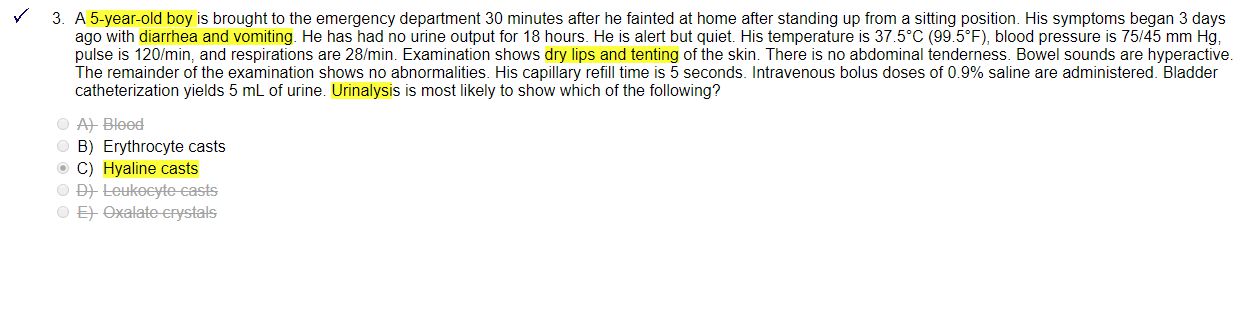 3. A 5-year-old boy is brought to the emergency department 30 minutes after he fainted at home after standing up from a sitting position. His symptoms began 3 days
ago with diarrhea and vomiting. He has had no urine output for 18 hours. He is alert but quiet. His temperature is 37.5°C (99.5°F), blood pressure is 75/45 mm Hg,
pulse is 120/min, and respirations are 28/min. Examination shows dry lips and tenting of the skin. There is no abdominal tenderness. Bowel sounds are hyperactive.
The remainder of the examination shows no abnormalities. His capillary refill time is 5 seconds. Intravenous bolus doses of 0.9% saline are administered. Bladder
catheterization yields 5 mL of urine. Urinalysis is most likely to show which of the following?
A) Blood
B) Erythrocyte casts
C) Hyaline casts
D) Leukocyte casts
E) Oxalate crystals